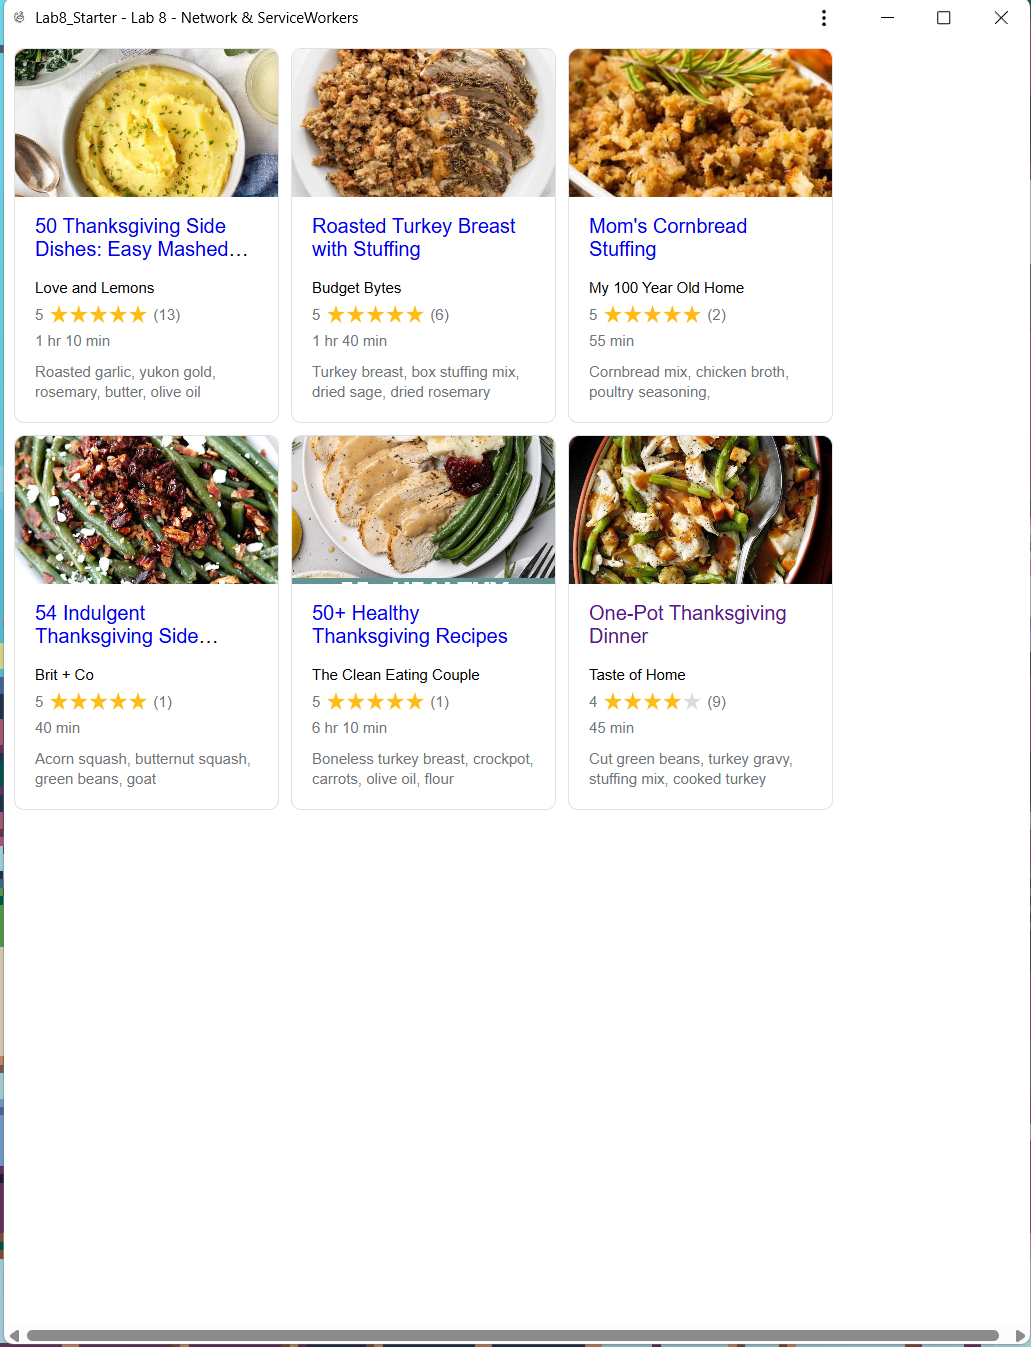 Lab8_Starter - Lab 8 - Network & ServiceWorkers
50 Thanksgiving Side
Dishes: Easy Mashed…
Love and Lemons
5 ★★★★★ (13)
1 hr 10 min
Roasted garlic, yukon gold,
rosemary, butter, olive oil
Roasted Turkey Breast
with Stuffing
Budget Bytes
5 ★★★★★ (6)
1 hr 40 min
Turkey breast, box stuffing mix,
dried sage, dried rosemary
Mom's Cornbread
Stuffing
My 100 Year Old Home
5 ★★★★★ (2)
55 min
Cornbread mix, chicken broth,
poultry seasoning,
54 Indulgent
Thanksgiving Side…
Brit + Co
5 ★★★★★ (1)
40 min
Acorn squash, butternut squash,
green beans, goat
50+ Healthy
Thanksgiving Recipes
The Clean Eating Couple
5 ★★★★★ (1)
6 hr 10 min
Boneless turkey breast, crockpot,
carrots, olive oil, flour
One-Pot Thanksgiving
Dinner
Taste of Home
4 ★★★★★ (9)
45 min
Cut green beans, turkey gravy,
stuffing mix, cooked turkey